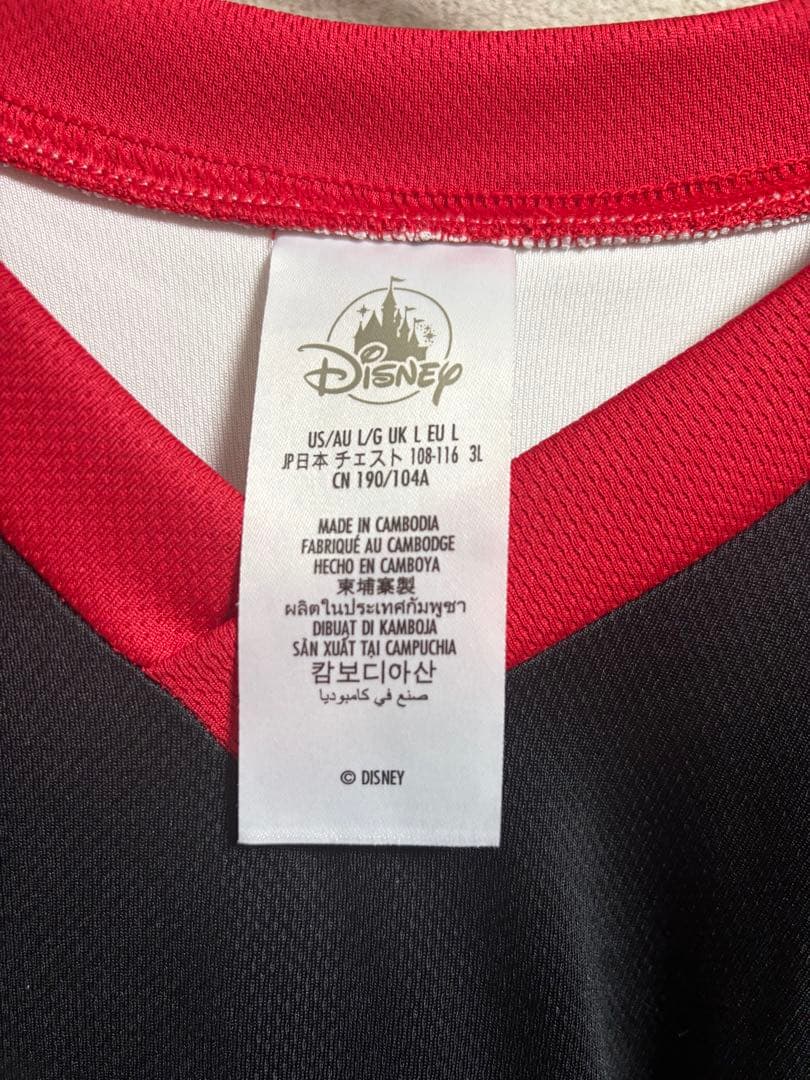 Disney
US/AU L/G UK L EU L
JP日本 チェスト 108-116 3L
CN 190/104A
MADE IN CAMBODIA
FABRIQUÉ AU CAMBODGE
HECHO EN CAMBOYA
柬埔寨製
ผลิตในประเทศกัมพูชา
DIBUAT DI KAMBOJA
SẢN XUẤT TẠI CAMPUCHIA
캄보디아산
صنع في كامبوديا
© DISNEY